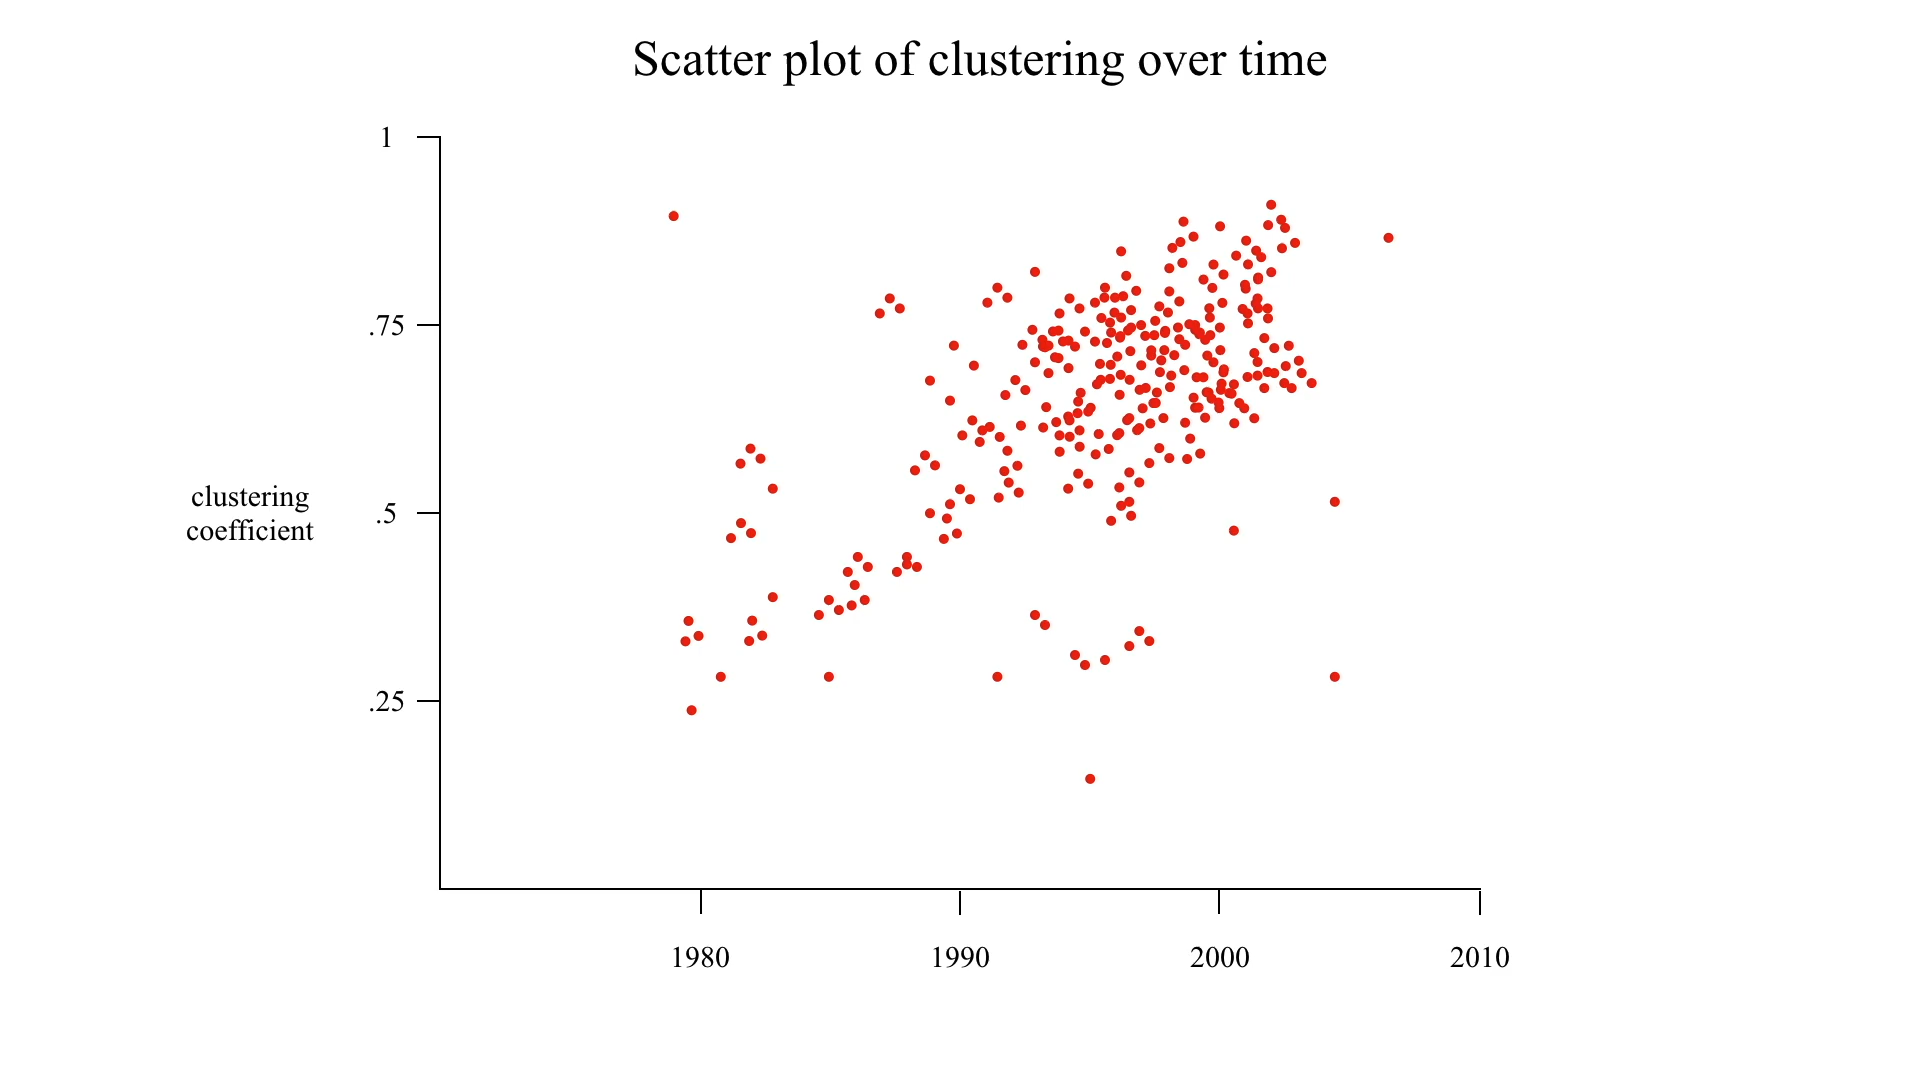 Scatter plot of clustering over time
1
.75
clustering
coefficient
.5
.25
1980
1990
2000
2010